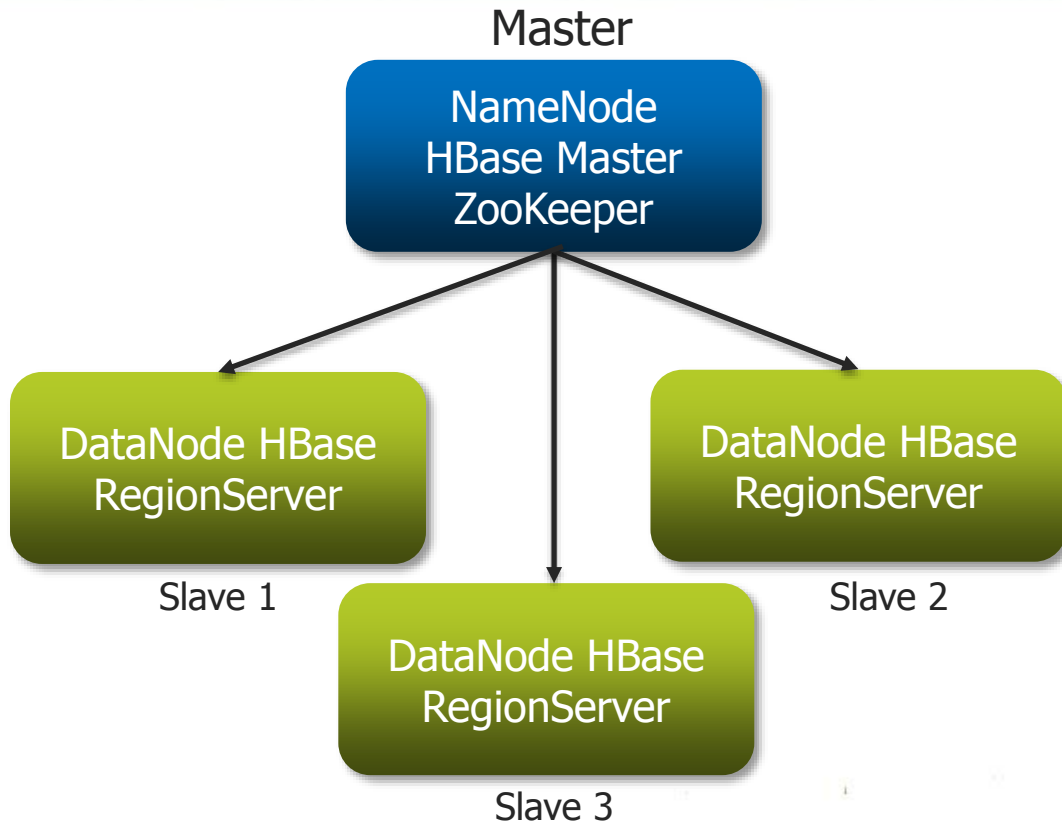 Master
NameNode
HBase Master
ZooKeeper
DataNode HBase
RegionServer
Slave 1
DataNode HBase
RegionServer
Slave 2
DataNode HBase
RegionServer
Slave 3